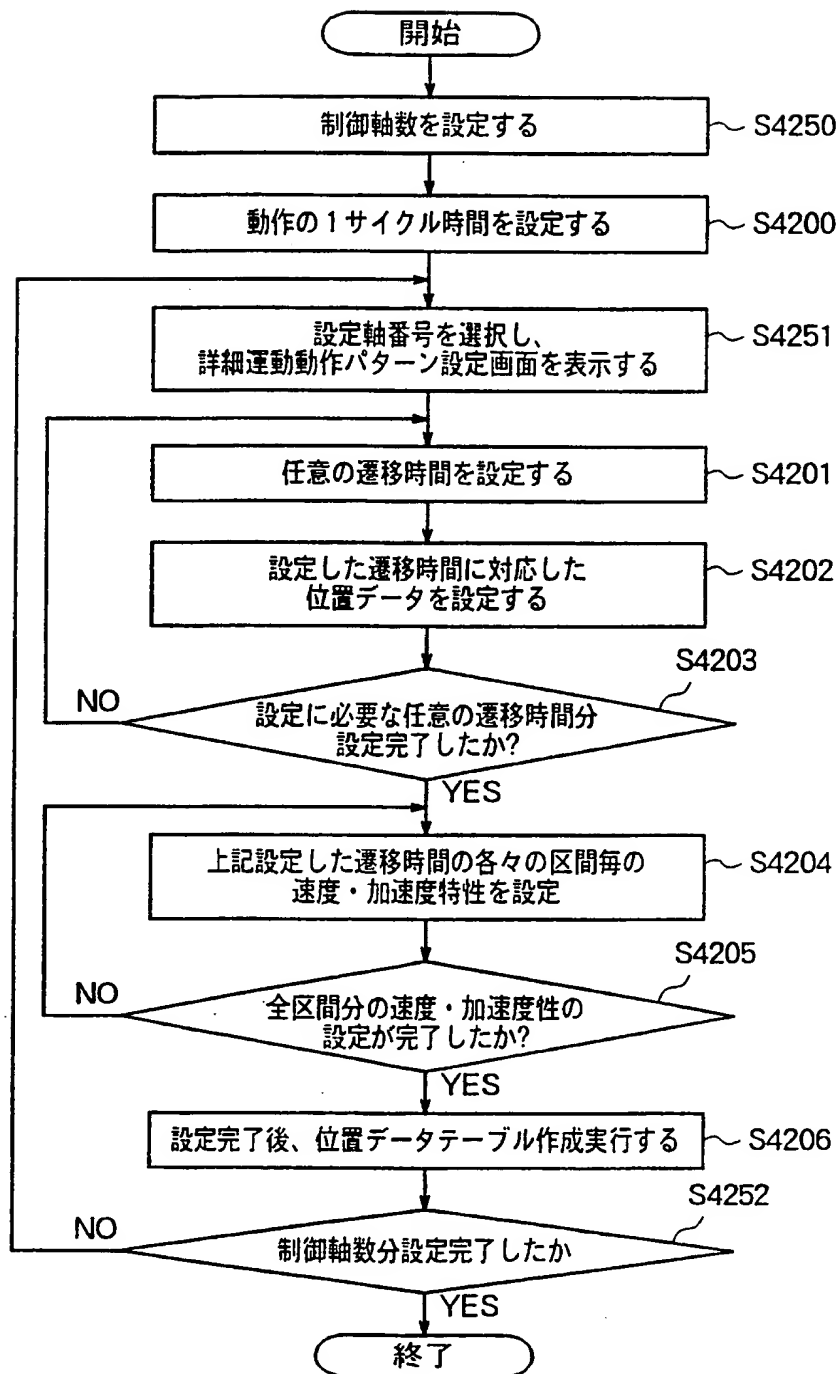 開始
制御軸数を設定する
S4250
動作の1サイクル時間を設定する
S4200
設定軸番号を選択し、
詳細運動動作パターン設定画面を表示する
S4251
任意の遷移時間を設定する
S4201
設定した遷移時間に対応した
位置データを設定する
S4202
S4203
NO
設定に必要な任意の遷移時間分
設定完了したか?
YES
上記設定した遷移時間の各々の区間毎の
速度・加速度特性を設定
S4204
S4205
NO
全区間分の速度・加速度性の
設定が完了したか?
YES
設定完了後、位置データテーブル作成実行する
S4206
S4252
NO
制御軸数分設定完了したか
YES
終了